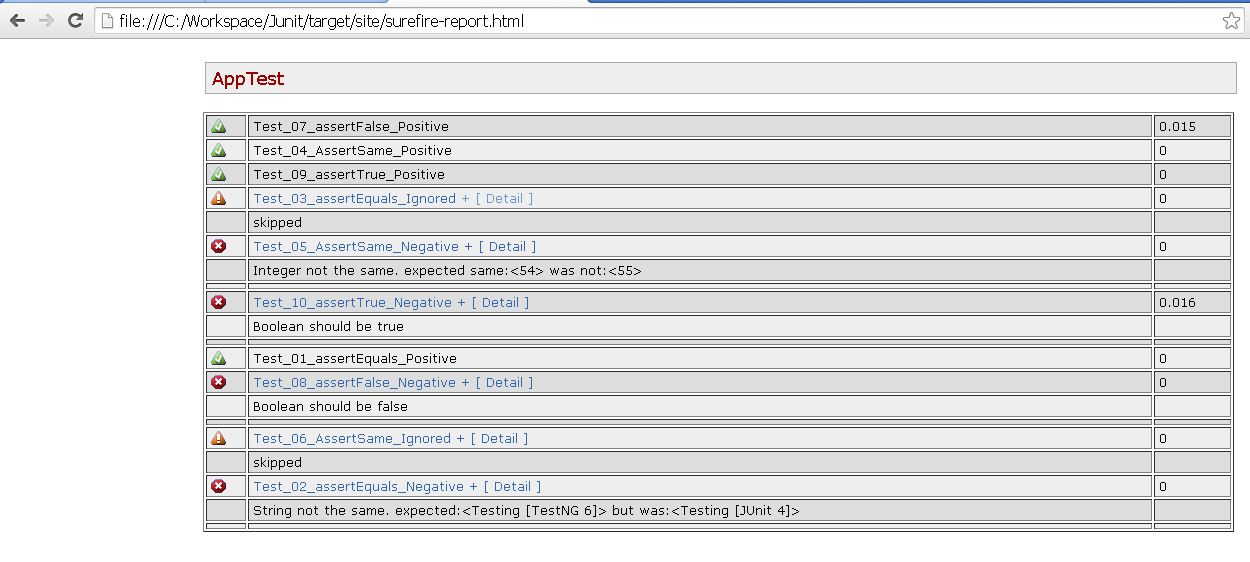 file:///C:/Workspace/Junit/target/site/surefire-report.html
AppTest
Test_07_assertFalse_Positive 0.015
Test_04_AssertSame_Positive 0
Test_09_assertTrue_Positive 0
Test_03_assertEquals_Ignored + [ Detail ] 0
skipped
Test_05_AssertSame_Negative + [ Detail ] 0
Integer not the same. expected same:<54> was not:<55>
Test_10_assertTrue_Negative + [ Detail ] 0.016
Boolean should be true
Test_01_assertEquals_Positive 0
Test_08_assertFalse_Negative + [ Detail ] 0
Boolean should be false
Test_06_AssertSame_Ignored + [ Detail ] 0
skipped
Test_02_assertEquals_Negative + [ Detail ] 0
String not the same. expected:<Testing [TestNG 6]> but was:<Testing [JUnit 4]>